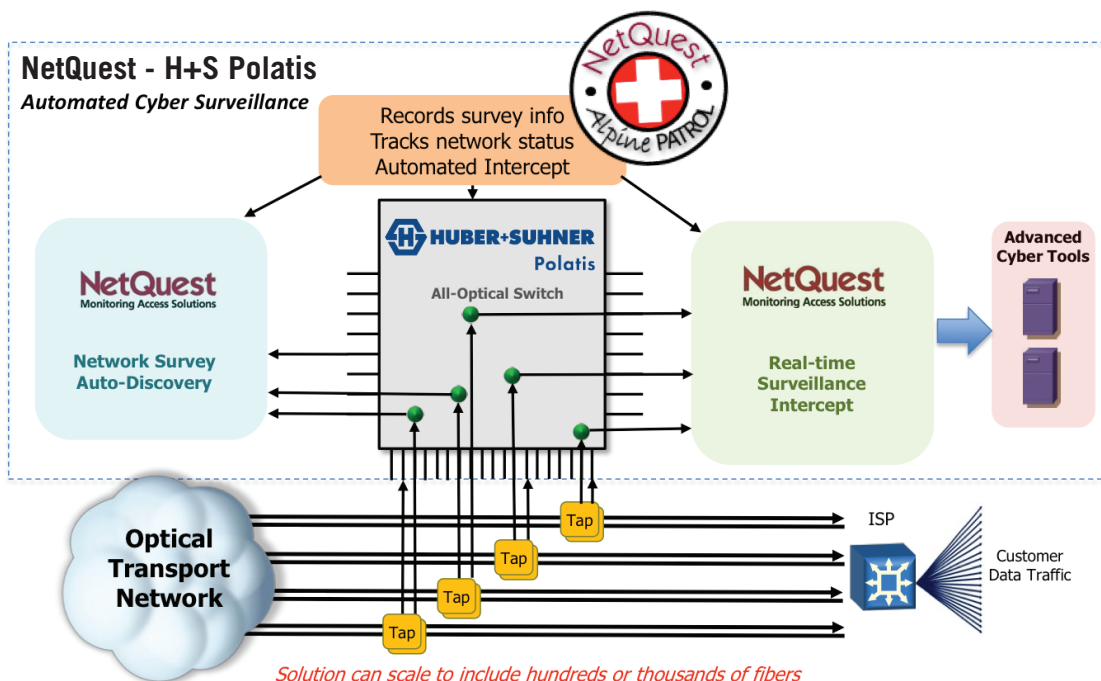 NetQuest - H+S Polatis
Automated Cyber Surveillance
NetQuest
Alpine PATROL
Records survey info
Tracks network status
Automated Intercept
H HUBER+SUHNER
Polatis
All-Optical Switch
NetQuest
Monitoring Access Solutions
Network Survey
Auto-Discovery
NetQuest
Monitoring Access Solutions
Real-time
Surveillance
Intercept
Advanced
Cyber Tools
Optical
Transport
Network
Tap
Tap
Tap
Tap
ISP
Customer
Data Traffic
Solution can scale to include hundreds or thousands of fibers